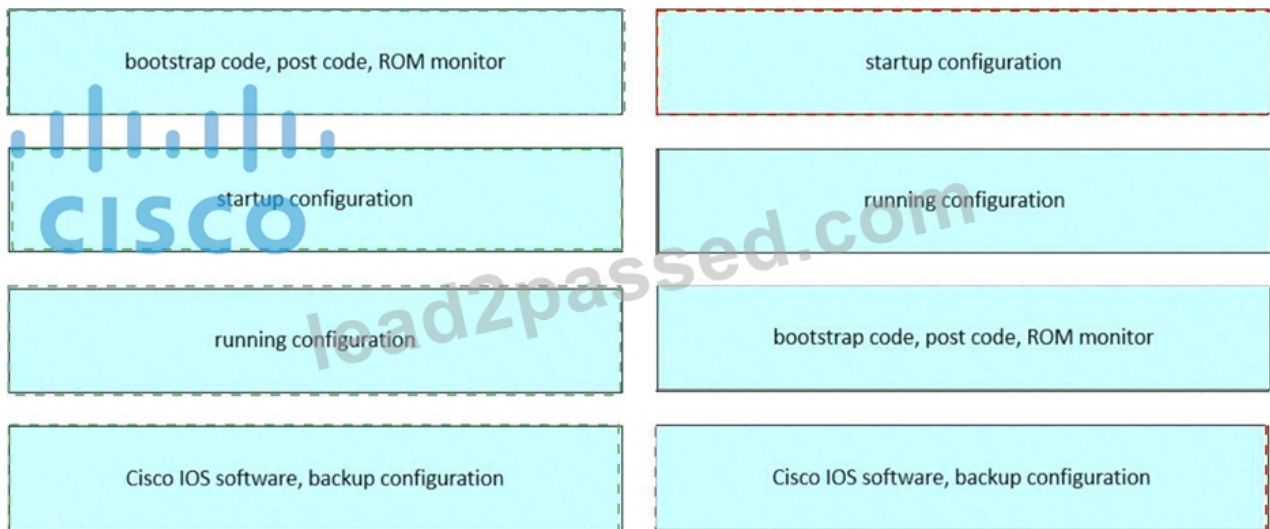 bootstrap code, post code, ROM monitor
startup configuration
CISCO
startup configuration
running configuration
lead2passed.com
running configuration
bootstrap code, post code, ROM monitor
Cisco IOS software, backup configuration
Cisco IOS software, backup configuration